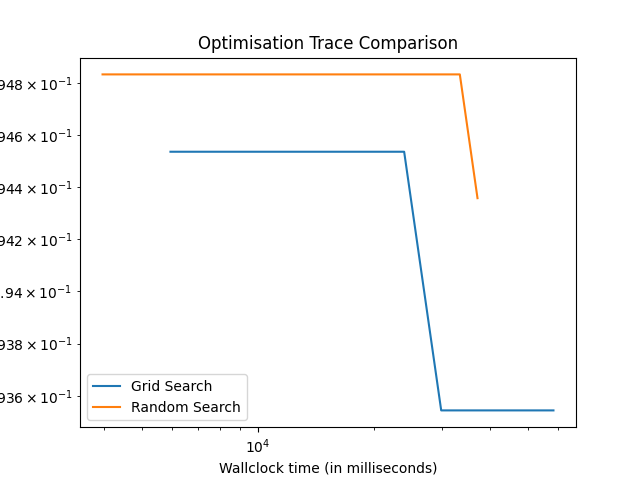 Optimisation Trace Comparison
948 × 10⁻¹
946 × 10⁻¹
944 × 10⁻¹
942 × 10⁻¹
.94 × 10⁻¹
938 × 10⁻¹
936 × 10⁻¹
Grid Search
Random Search
10⁴
Wallclock time (in milliseconds)